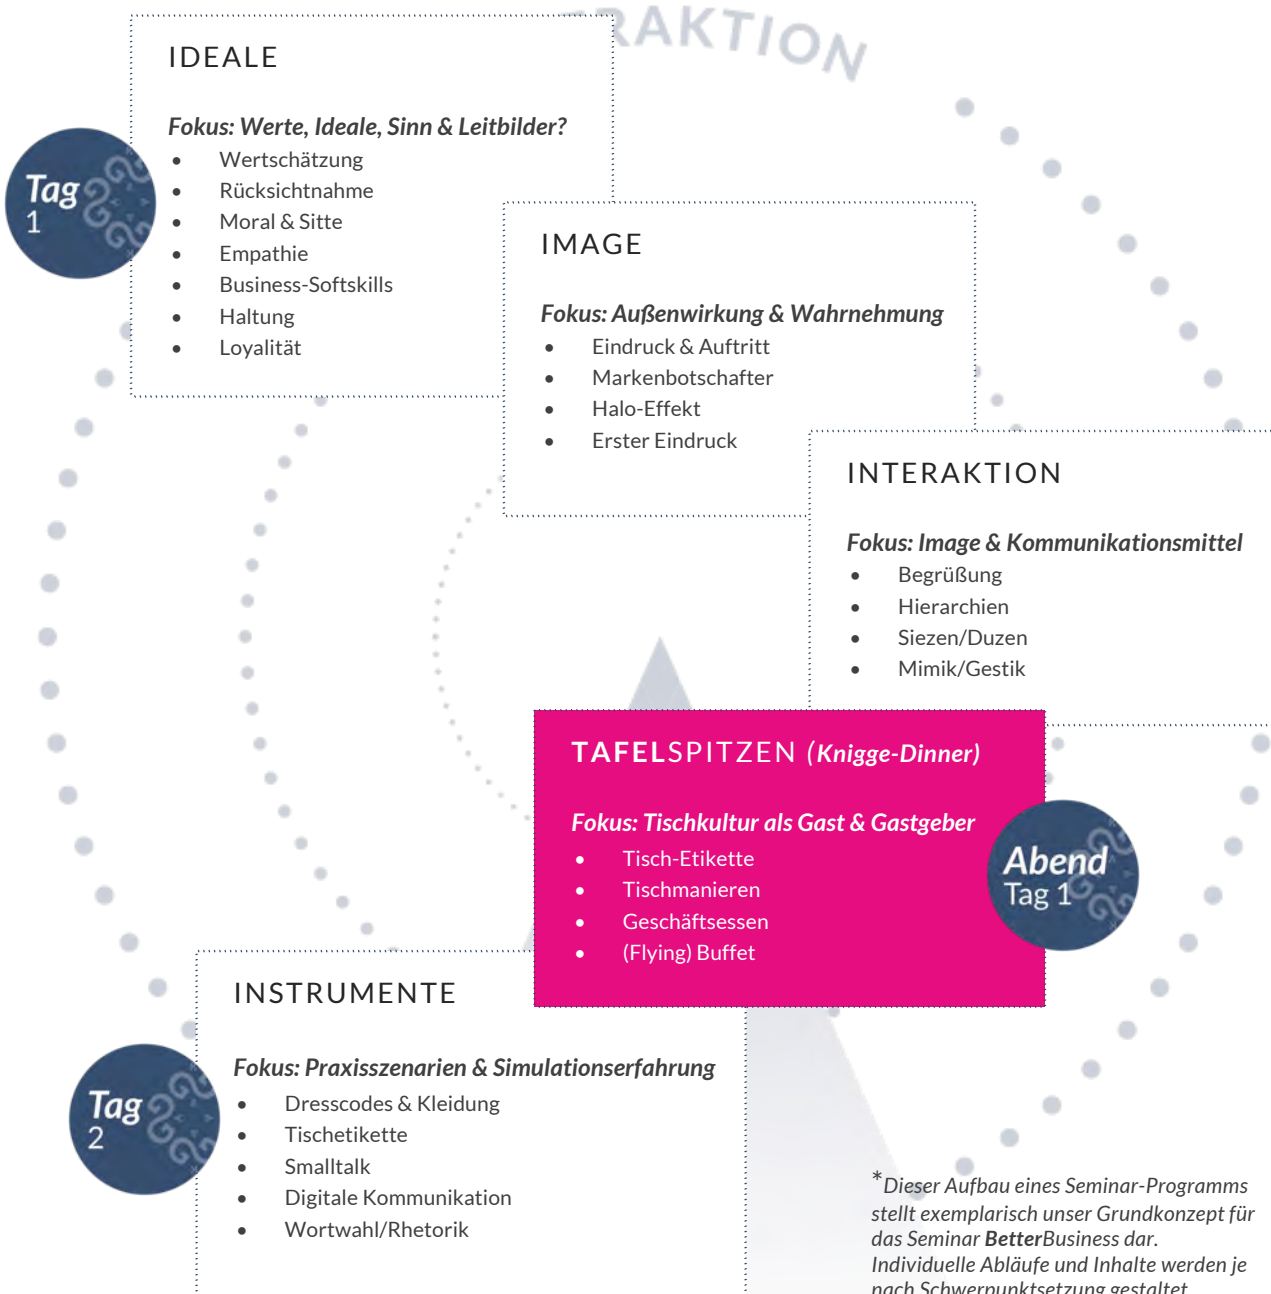 IDEALE
Fokus: Werte, Ideale, Sinn & Leitbilder?
• Wertschätzung
• Rücksichtnahme
• Moral & Sitte
• Empathie
• Business-Softskills
• Haltung
• Loyalität
Tag
1
IMAGE
Fokus: Außenwirkung & Wahrnehmung
• Eindruck & Auftritt
• Markenbotschafter
• Halo-Effekt
• Erster Eindruck
INTERAKTION
Fokus: Image & Kommunikationsmittel
• Begrüßung
• Hierarchien
• Siezen/Duzen
• Mimik/Gestik
TAFELSPITZEN (Knigge-Dinner)
Fokus: Tischkultur als Gast & Gastgeber
• Tisch-Etikette
• Tischmanieren
• Geschäftsessen
• (Flying) Buffet
Abend
Tag 1
INSTRUMENTE
Fokus: Praxisszenarien & Simulationserfahrung
• Dresscodes & Kleidung
• Tischetikette
• Smalltalk
• Digitale Kommunikation
• Wortwahl/Rhetorik
Tag
2
*Dieser Aufbau eines Seminar-Programms
stellt exemplarisch unser Grundkonzept für
das Seminar BetterBusiness dar.
Individuelle Abläufe und Inhalte werden je
nach Schwerpunktsetzung gestaltet
RAKTION